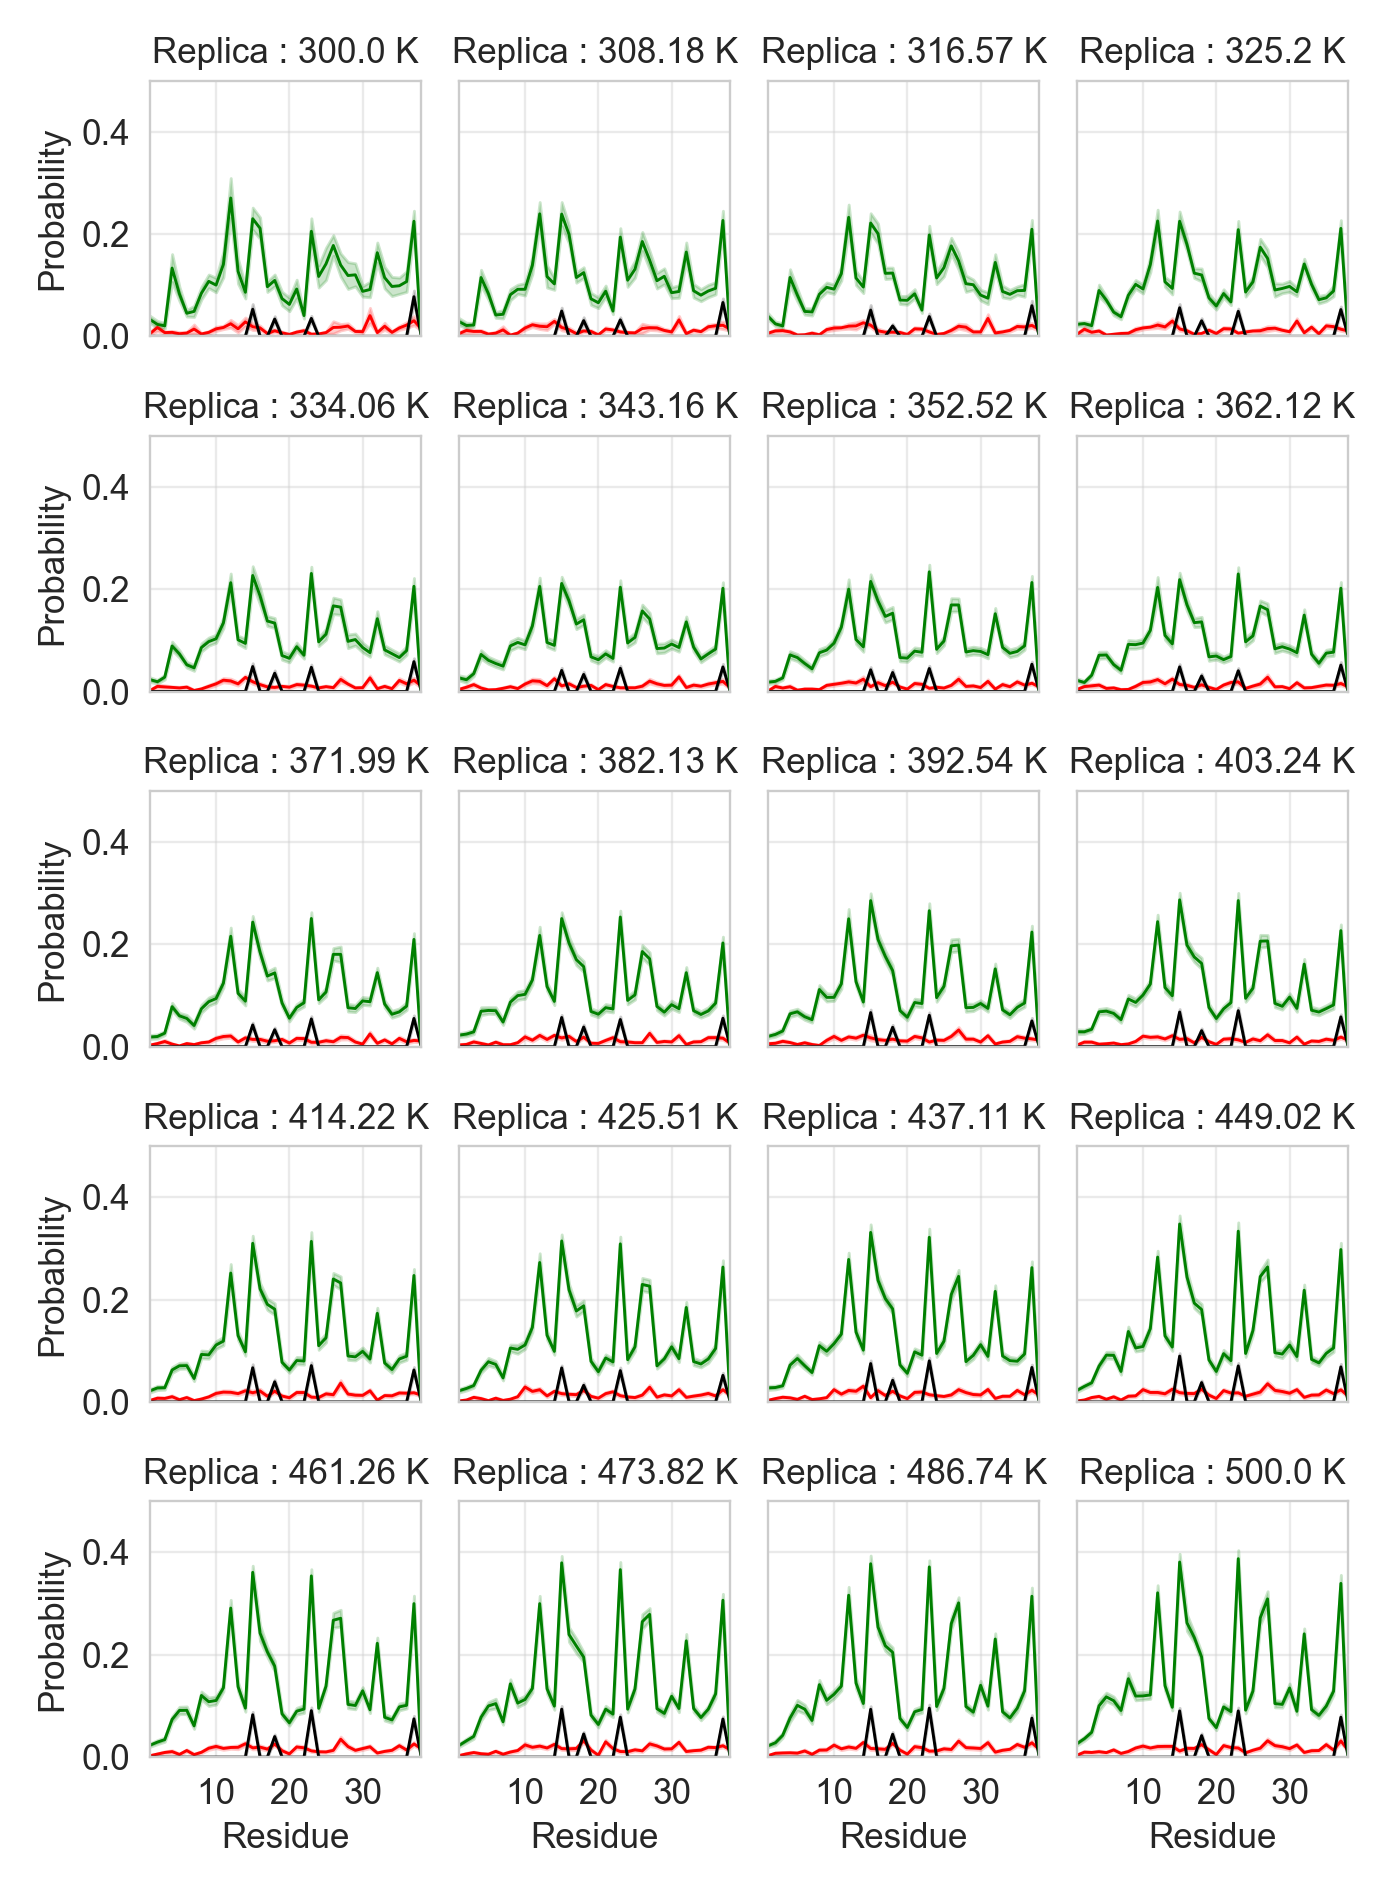 Replica : 300.0 K Replica : 308.18 K Replica : 316.57 K Replica : 325.2 K
Probability
0.4
0.2
0.0
Replica : 334.06 K Replica : 343.16 K Replica : 352.52 K Replica : 362.12 K
Probability
0.4
0.2
0.0
Replica : 371.99 K Replica : 382.13 K Replica : 392.54 K Replica : 403.24 K
Probability
0.4
0.2
0.0
Replica : 414.22 K Replica : 425.51 K Replica : 437.11 K Replica : 449.02 K
Probability
0.4
0.2
0.0
Replica : 461.26 K Replica : 473.82 K Replica : 486.74 K Replica : 500.0 K
Probability
0.4
0.2
0.0
10 20 30 10 20 30 10 20 30 10 20 30
Residue Residue Residue Residue